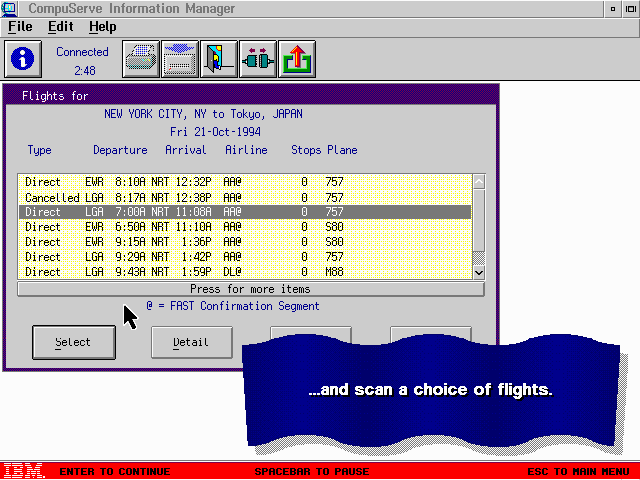 CompuServe Information Manager
File Edit Help
Connected
2:48
Flights for
NEW YORK CITY, NY to Tokyo, JAPAN
Fri 21-Oct-1994
Type Departure Arrival Airline Stops Plane
Direct EWR 8:10A NRT 12:32P AA@ 0 757
Cancelled LGA 8:17A NRT 12:38P AA@ 0 757
Direct LGA 7:00A NRT 11:08A AA@ 0 757
Direct EWR 6:50A NRT 11:10A AA@ 0 S80
Direct EWR 9:15A NRT 1:36P AA@ 0 S80
Direct LGA 9:29A NRT 1:42P AA@ 0 757
Direct LGA 9:43A NRT 1:59P DL@ 0 M88
Press for more items
@ = FAST Confirmation Segment
Select Detail
...and scan a choice of flights.
IBM. ENTER TO CONTINUE SPACEBAR TO PAUSE ESC TO MAIN MENU